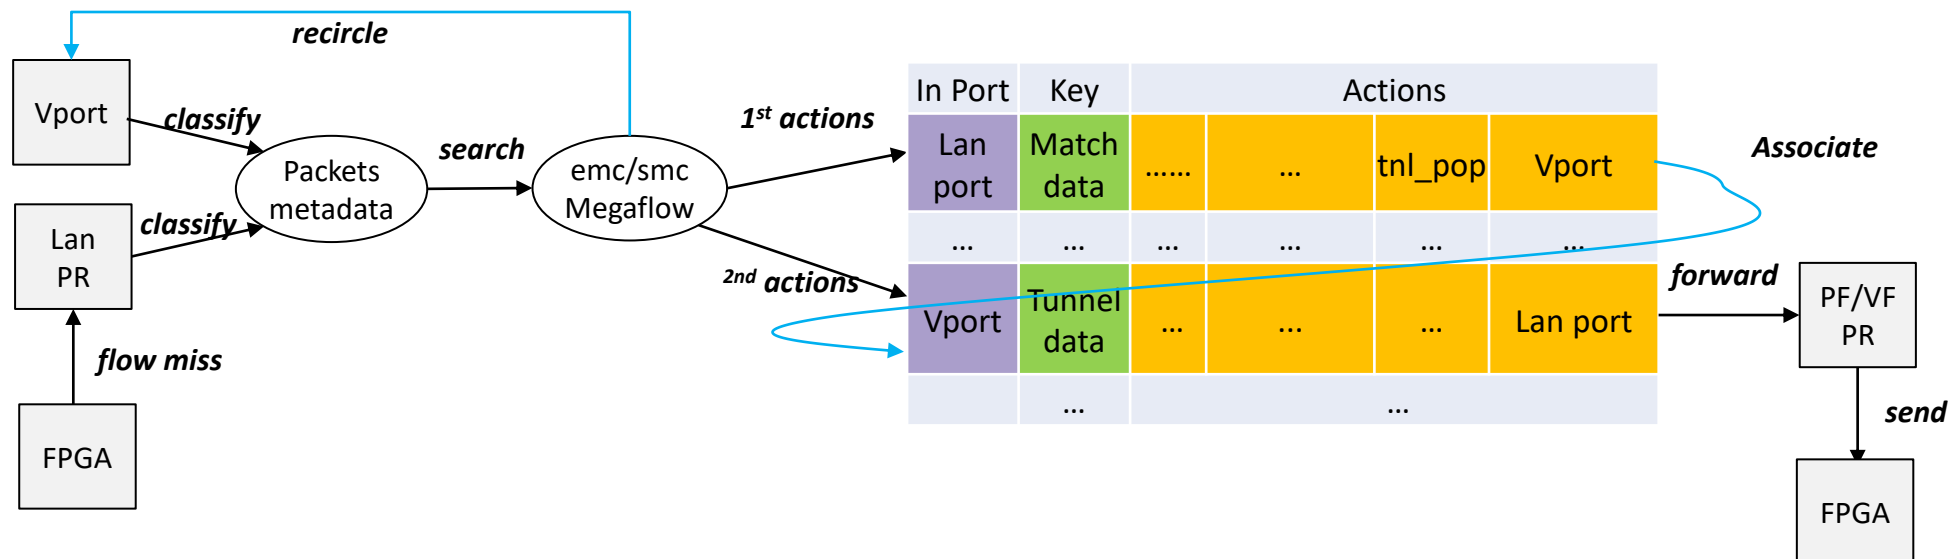 recircle
Vport
classify
Packets
metadata
search
emc/smc
Megaflow
1st actions
2nd actions
Lan
PR
classify
flow miss
FPGA
In Port Key Actions
Lan
port
Match
data
...... ... tnl_pop Vport
... ... ... ... ... ...
Vport
Tunnel
data
... ... ... Lan port
... ...
Associate
forward
PF/VF
PR
send
FPGA